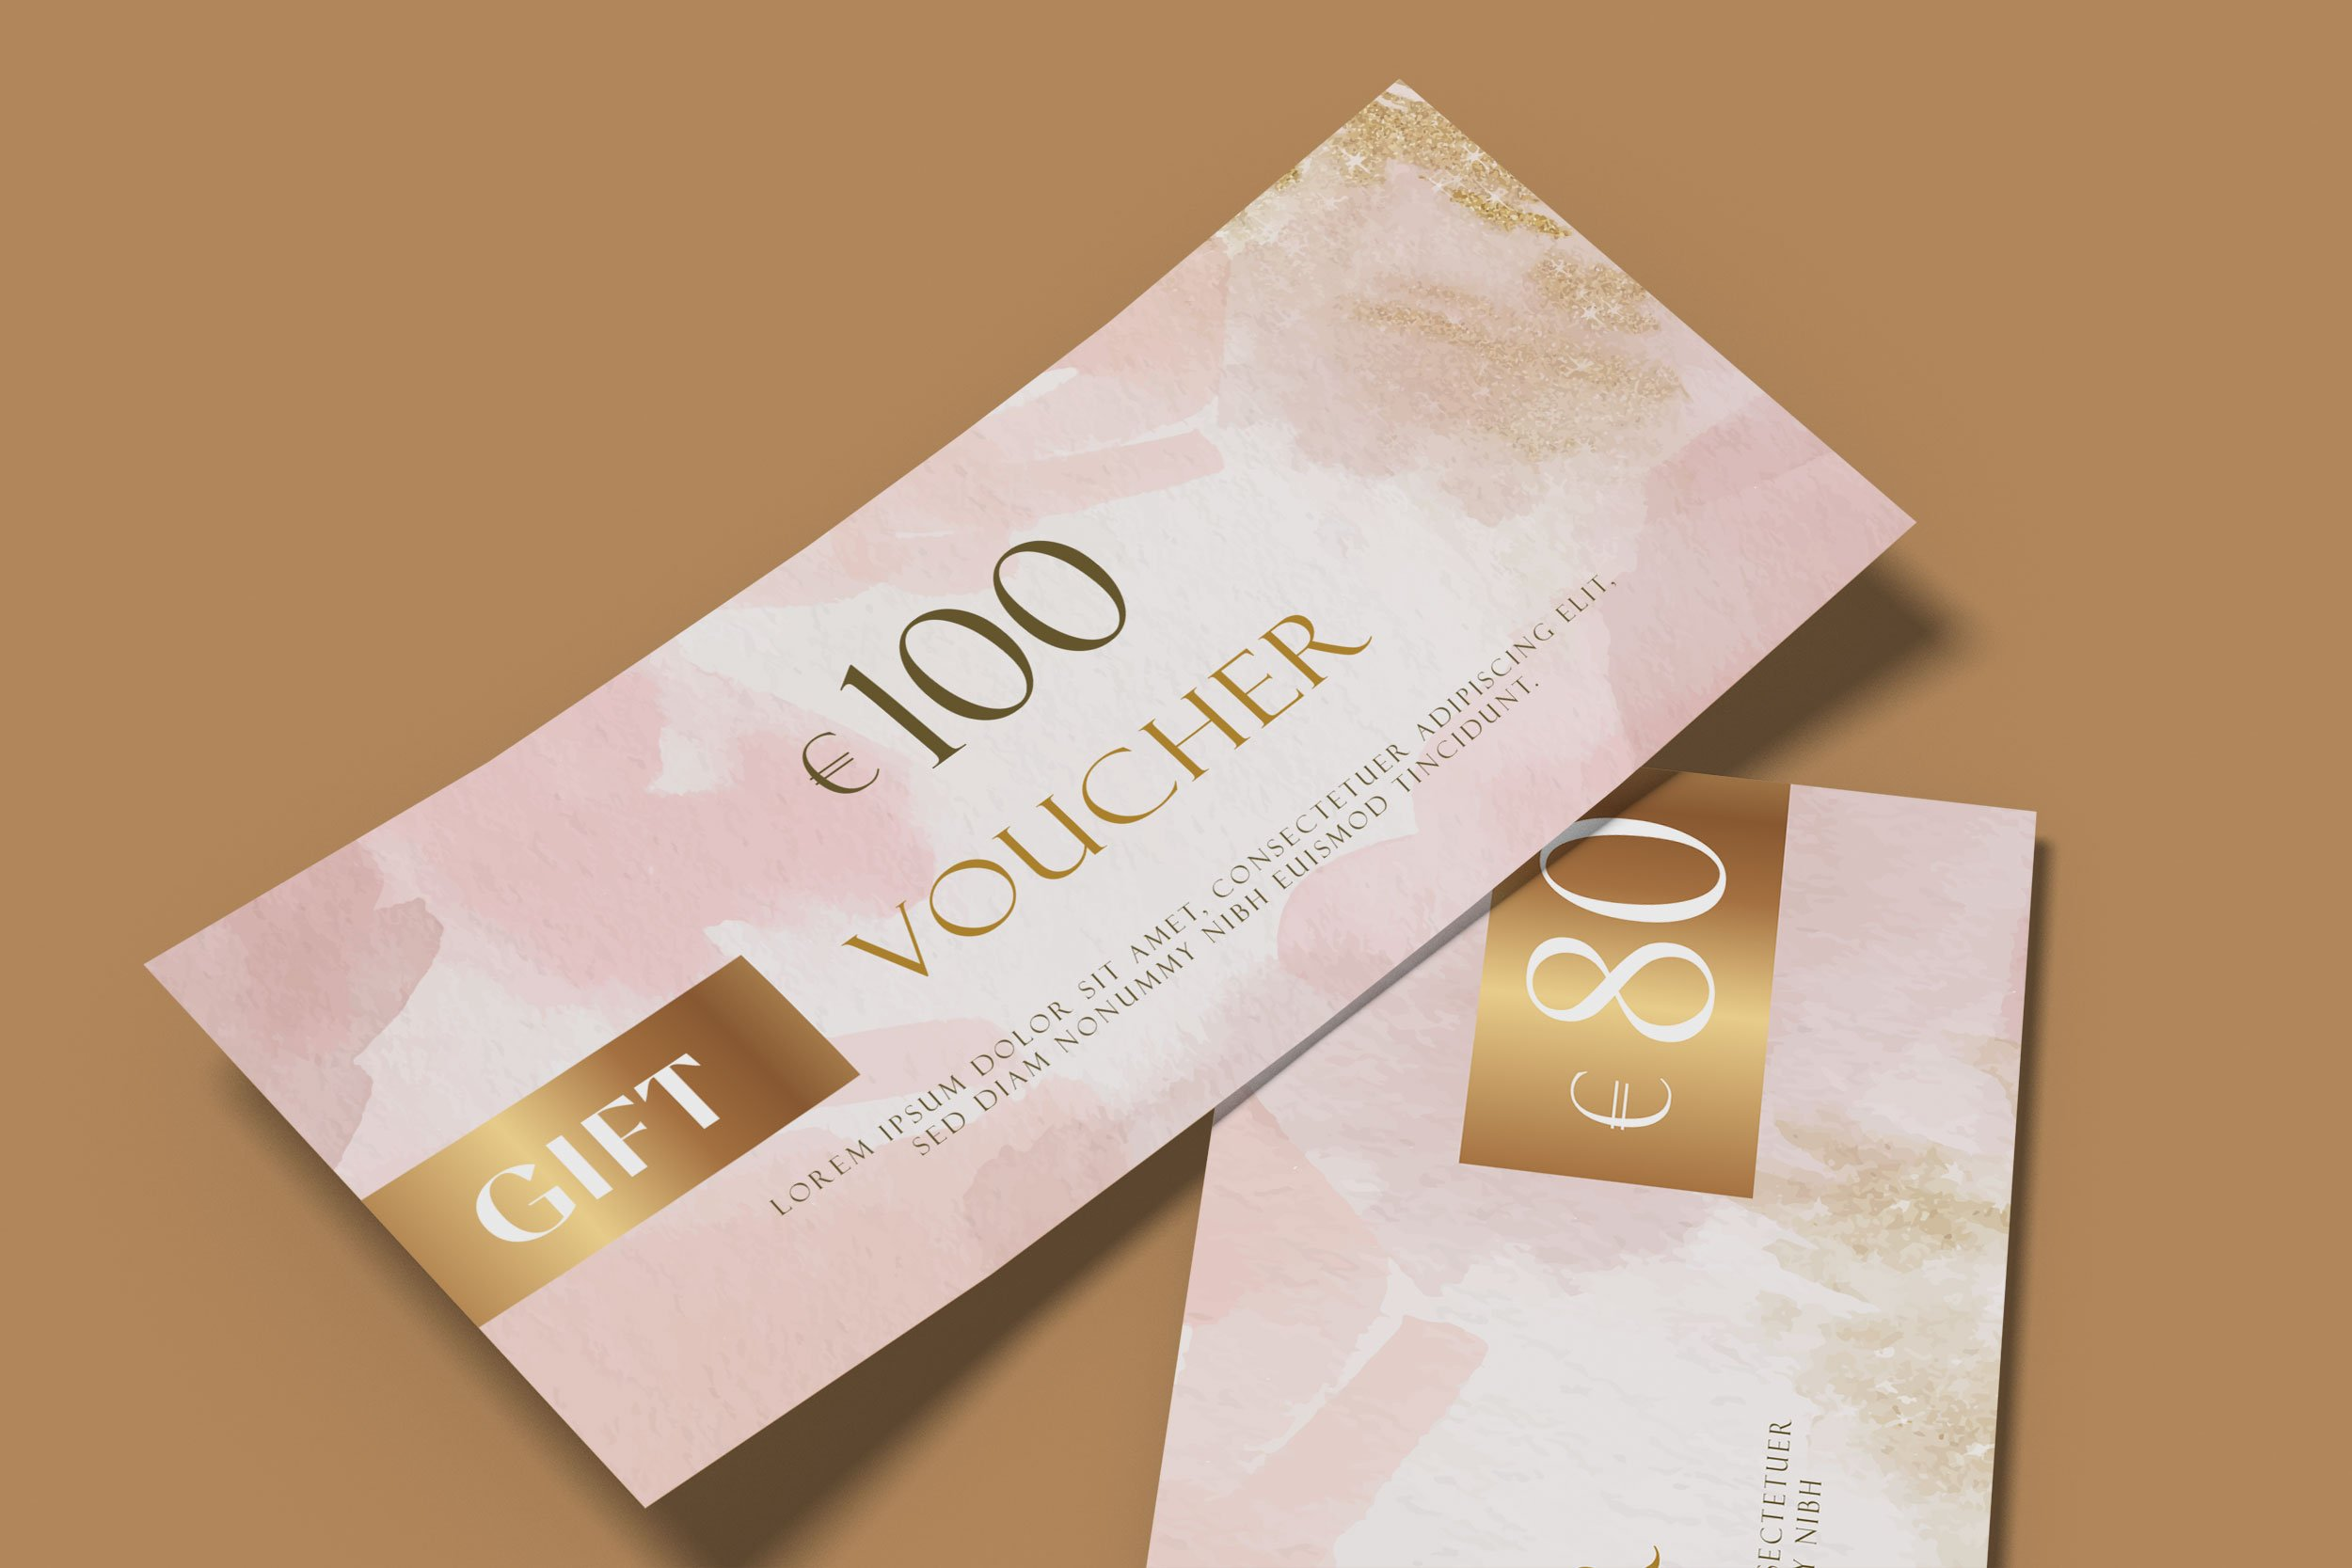 € 100
VOUCHER
GIFT
LOREM IPSUM DOLOR SIT AMET, CONSECTETUER ADIPISCING ELIT,
SED DIAM NONUMMY NIBH EUISMOD TINCIDUNT.
€ 80
NIBH